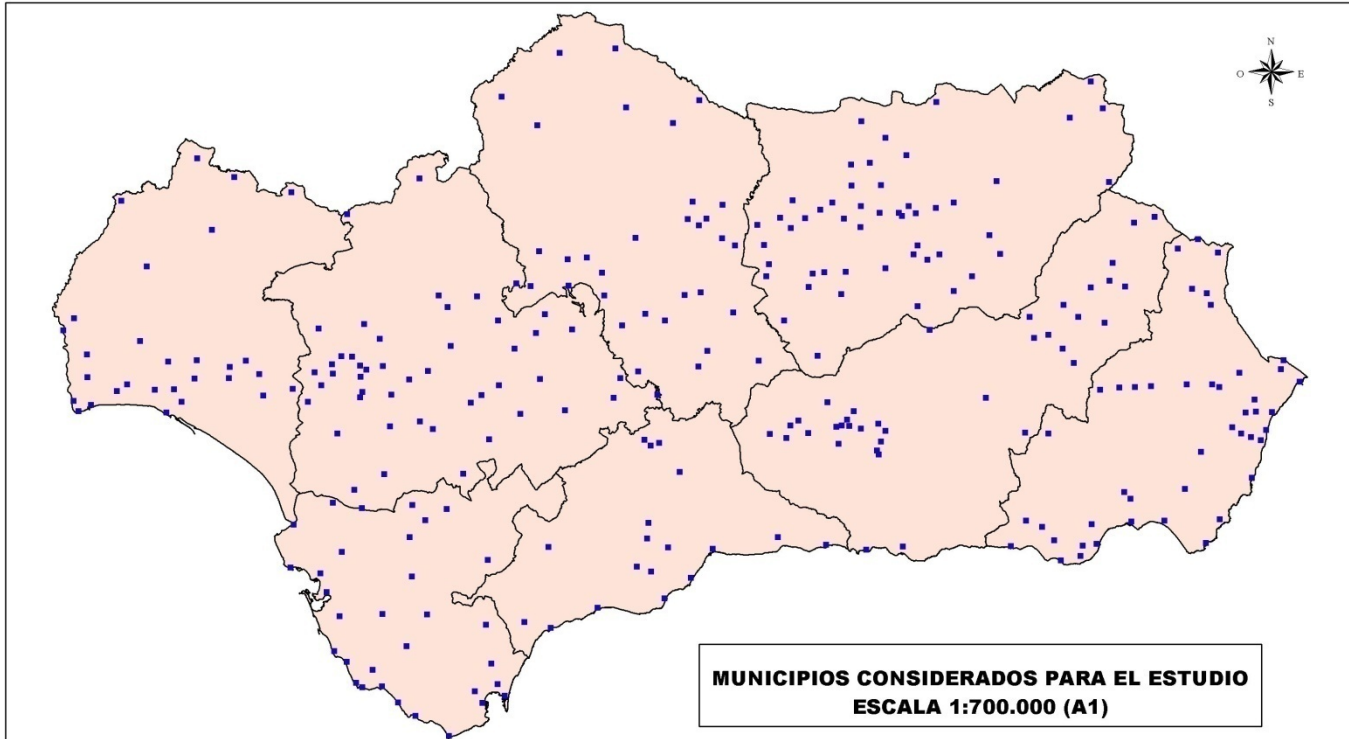 N
O E
S
MUNICIPIOS CONSIDERADOS PARA EL ESTUDIO
ESCALA 1:700.000 (A1)